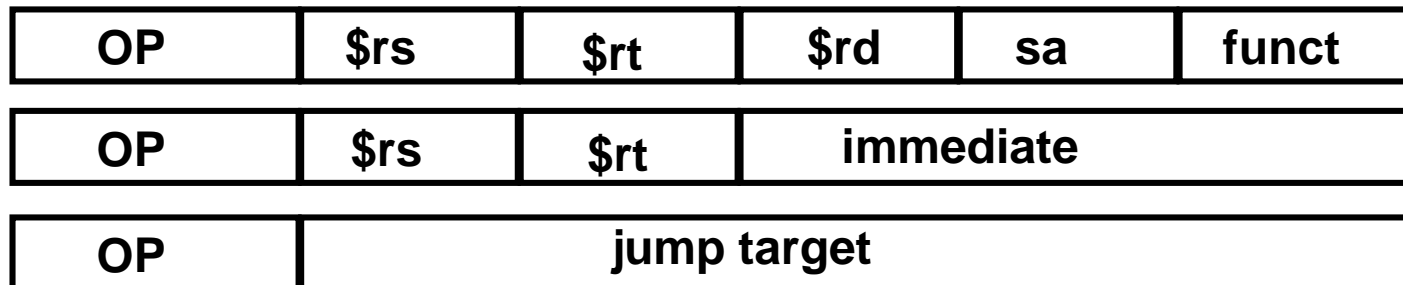 OP $rs $rt $rd sa funct
OP $rs $rt immediate
OP jump target